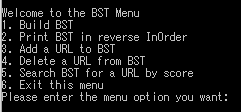 Welcome to the BST Menu
1. Build BST
2. Print BST in reverse InOrder
3. Add a URL to BST
4. Delete a URL from BST
5. Search BST for a URL by score
6. Exit this menu
Please enter the menu option you want: